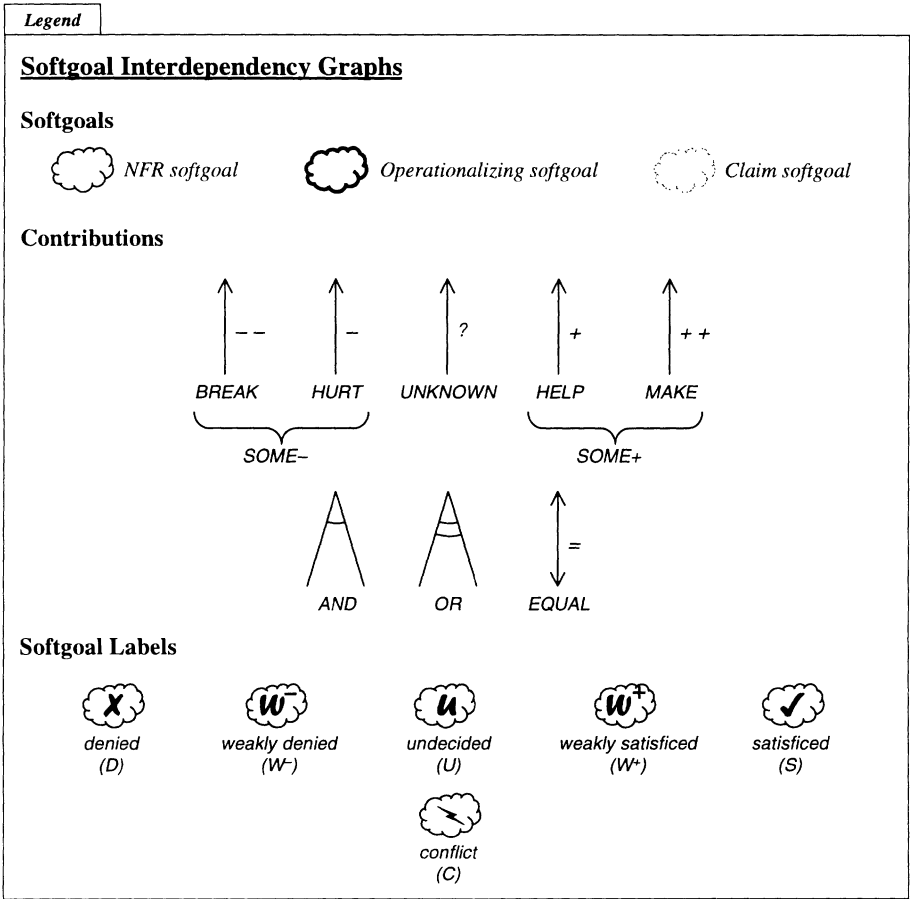 Legend
Softgoal Interdependency Graphs
Softgoals
NFR softgoal Operationalizing softgoal Claim softgoal
Contributions
– – – ? + + +
BREAK HURT UNKNOWN HELP MAKE
SOME– SOME+
=
AND OR EQUAL
Softgoal Labels
X W– u W+ ✓
denied weakly denied undecided weakly satisficed satisficed
(D) (W–) (U) (W+) (S)
conflict
(C)